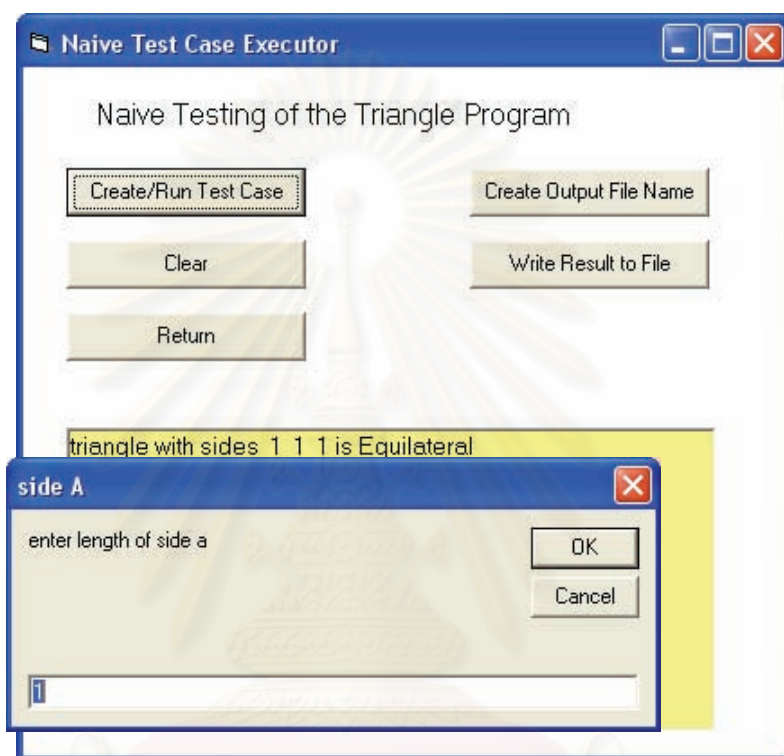 Naive Test Case Executor
Naive Testing of the Triangle Program
Create/Run Test Case
Create Output File Name
Clear
Write Result to File
Return
triangle with sides 1 1 1 is Equilateral
side A
enter length of side a
OK
Cancel
1